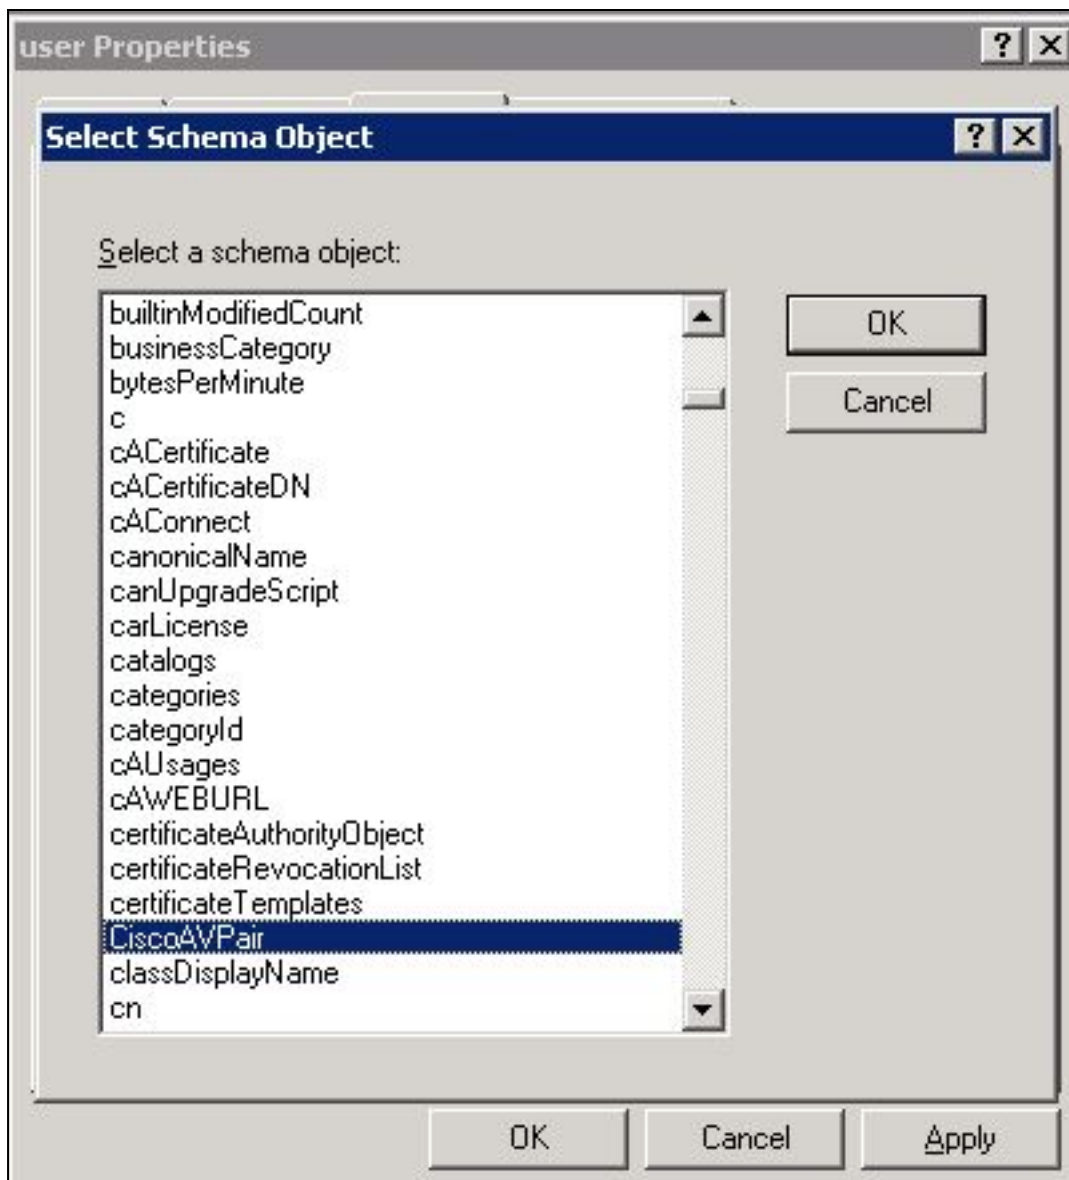 user Properties
Select Schema Object
Select a schema object:
builtinModifiedCount
businessCategory
bytesPerMinute
c
cACertificate
cACertificateDN
cAConnect
canonicalName
canUpgradeScript
carLicense
catalogs
categories
categoryId
cAUsages
cAWEBURL
certificateAuthorityObject
certificateRevocationList
certificateTemplates
CiscoAVPair
classDisplayName
cn
OK
Cancel
OK Cancel Apply